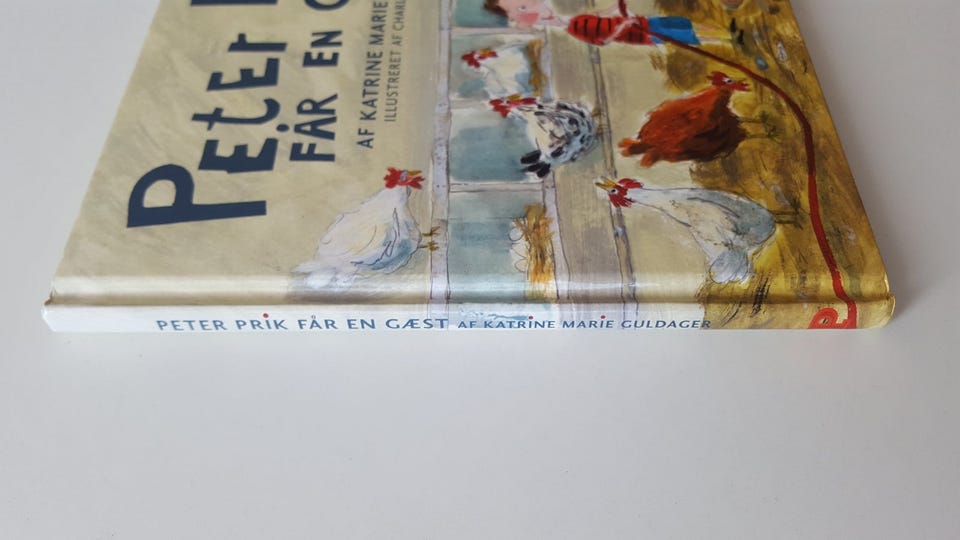 Peter
får en
af Katrine Marie
illustreret af
PETER PRIK FÅR EN GÆST AF KATRINE MARIE GULDAGER